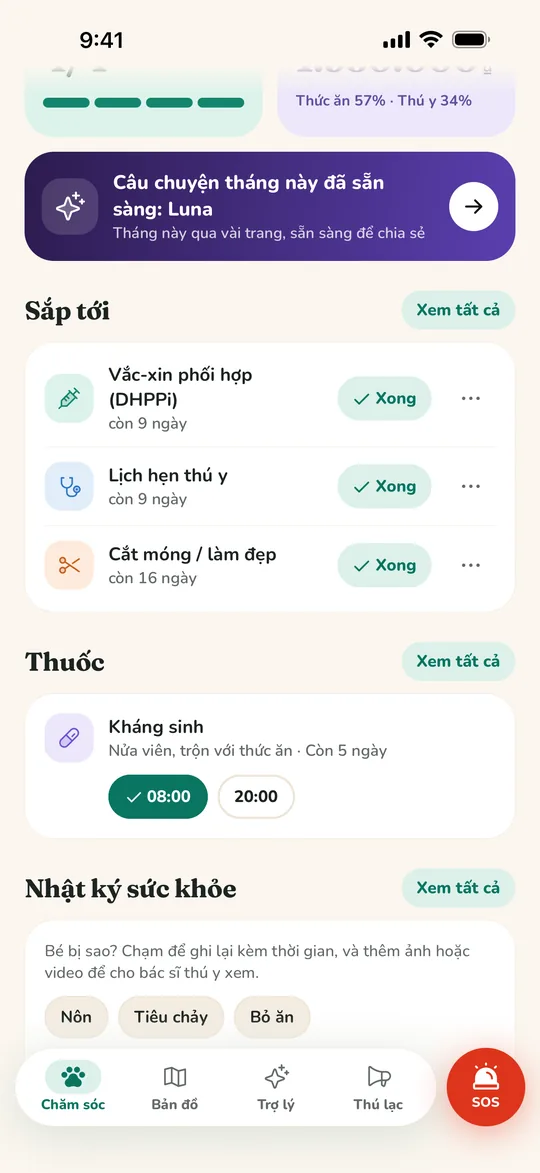 9:41
Thức ăn 57% · Thú y 34%
Câu chuyện tháng này đã sẵn
sàng: Luna
Tháng này qua vài trang, sẵn sàng để chia sẻ
Sắp tới
Xem tất cả
Vắc-xin phối hợp
(DHPPi)
còn 9 ngày
Xong
Lịch hẹn thú y
còn 9 ngày
Xong
Cắt móng / làm đẹp
còn 16 ngày
Xong
Thuốc
Xem tất cả
Kháng sinh
Nửa viên, trộn với thức ăn · Còn 5 ngày
08:00
20:00
Nhật ký sức khỏe
Xem tất cả
Bé bị sao? Chạm để ghi lại kèm thời gian, và thêm ảnh hoặc
video để cho bác sĩ thú y xem.
Nôn
Tiêu chảy
Bỏ ăn
Chăm sóc
Bản đồ
Trợ lý
Thú lạc
SOS